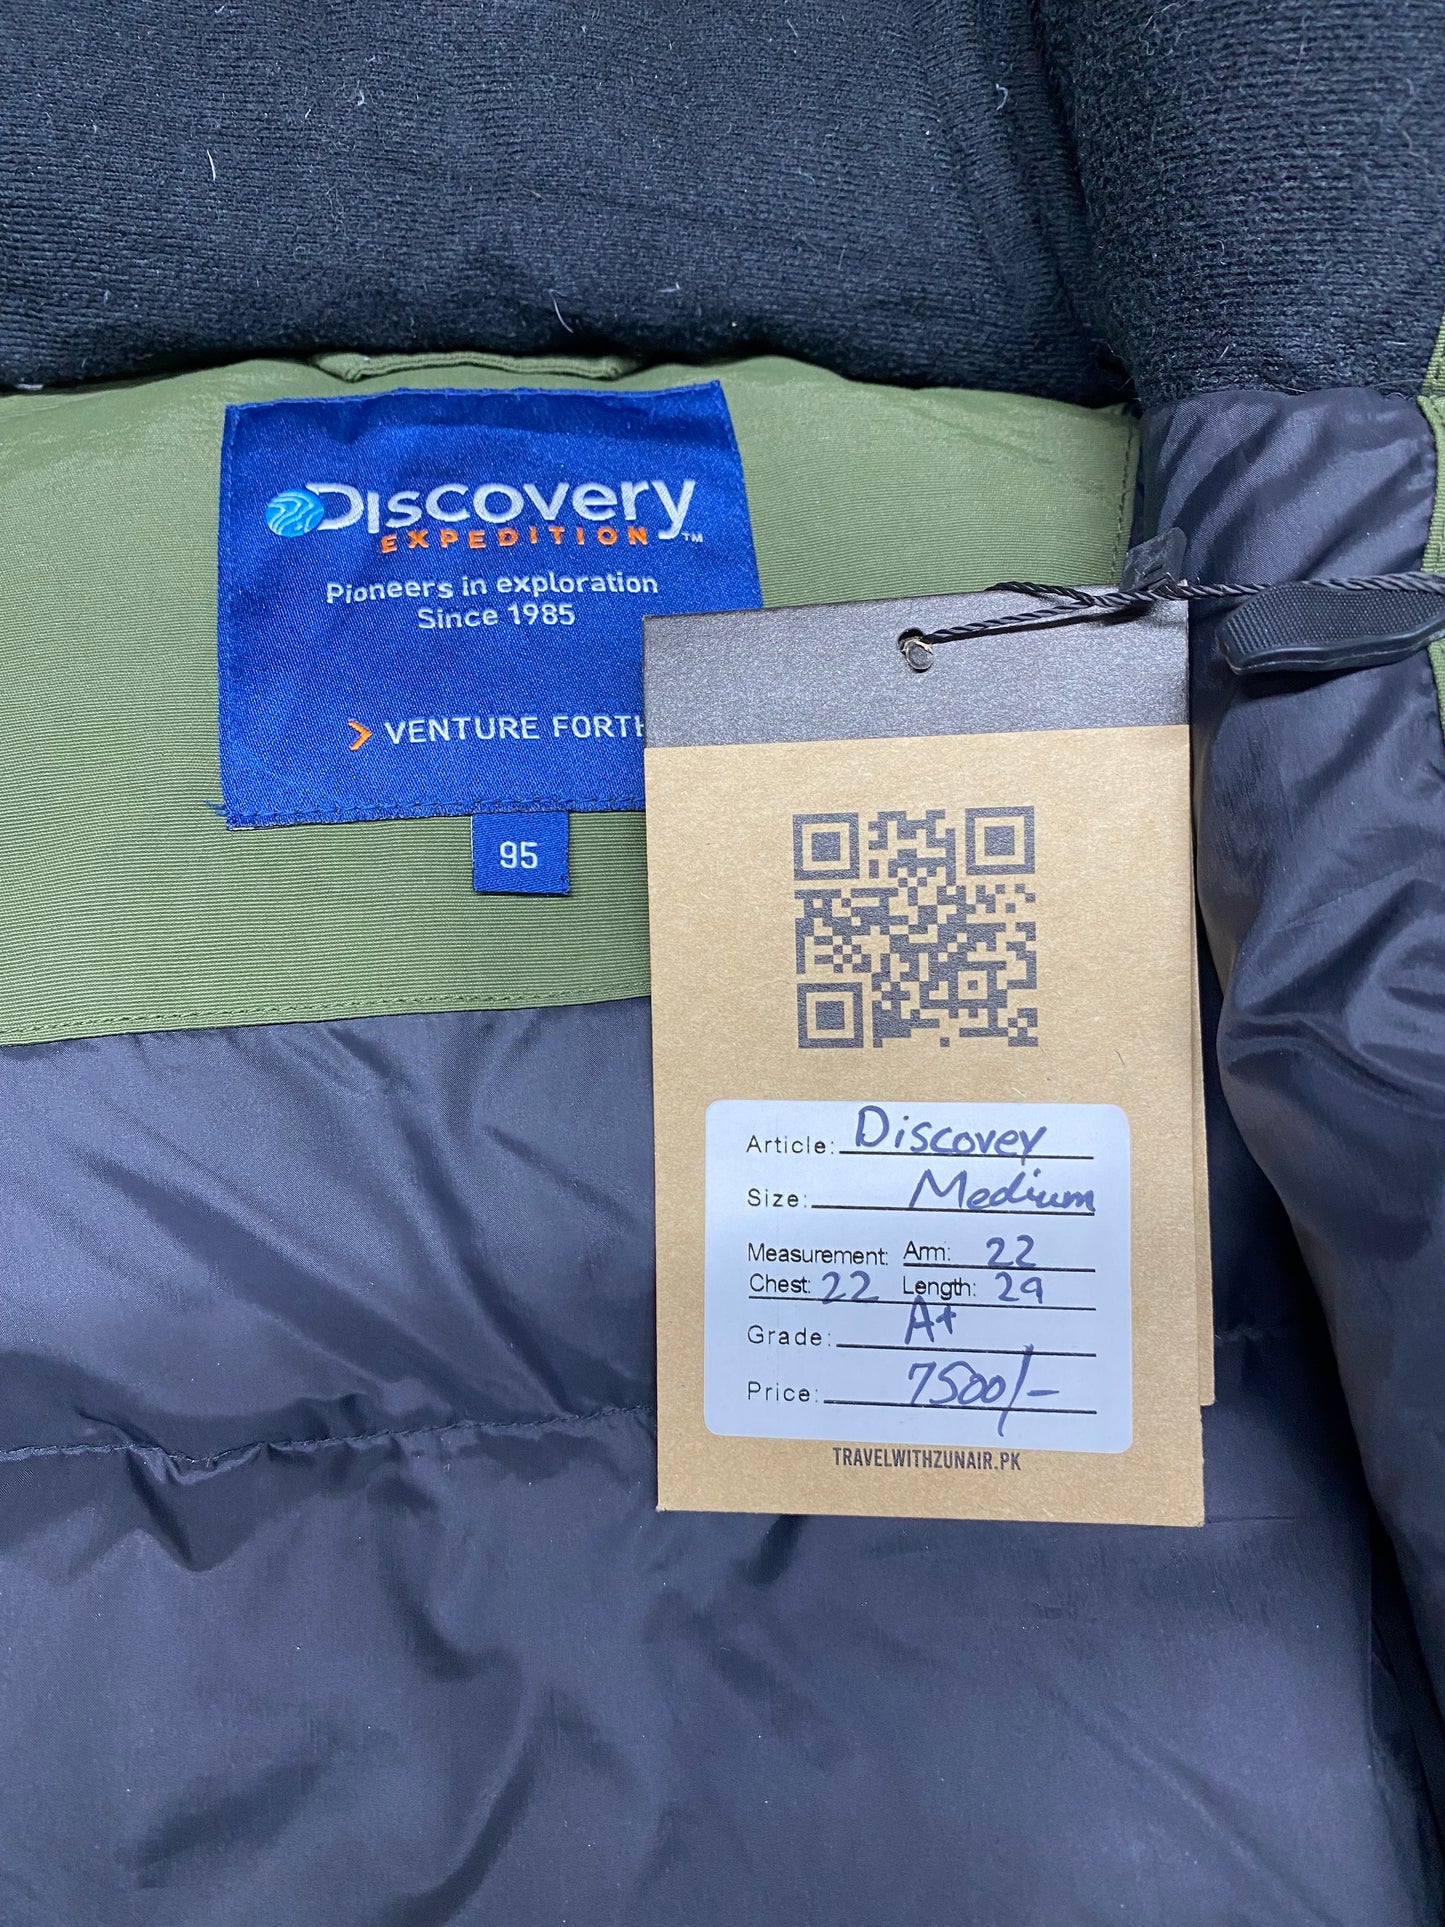 DISCOVERY
EXPEDITION™
Pioneers in exploration
Since 1985
VENTURE FORTH
95
Article: Discovey
Size: Medium
Measurement: Arm: 22
Chest: 22 Length: 29
Grade: A+
Price: 7500/-
TRAVELWITHZUNAIR.PK